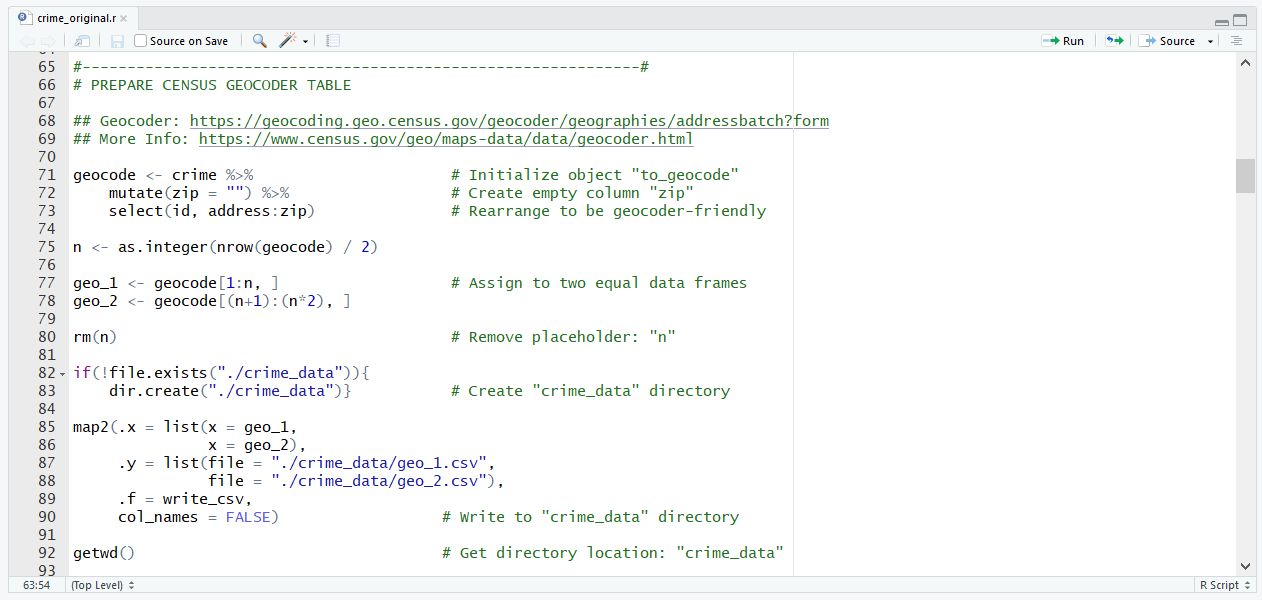 crime_original.r
Source on Save
Run
Source
65 #--------------------------------------------------------------#
66 # PREPARE CENSUS GEOCODER TABLE
67
68 ## Geocoder: https://geocoding.geo.census.gov/geocoder/geographies/addressbatch?form
69 ## More Info: https://www.census.gov/geo/maps-data/data/geocoder.html
70
71 geocode <- crime %>% # Initialize object "to_geocode"
72 mutate(zip = "") %>% # Create empty column "zip"
73 select(id, address:zip) # Rearrange to be geocoder-friendly
74
75 n <- as.integer(nrow(geocode) / 2)
76
77 geo_1 <- geocode[1:n, ] # Assign to two equal data frames
78 geo_2 <- geocode[(n+1):(n*2), ]
79
80 rm(n) # Remove placeholder: "n"
81
82 if(!file.exists("./crime_data")){
83 dir.create("./crime_data")} # Create "crime_data" directory
84
85 map2(.x = list(x = geo_1,
86 x = geo_2),
87 .y = list(file = "./crime_data/geo_1.csv",
88 file = "./crime_data/geo_2.csv"),
89 .f = write_csv,
90 col_names = FALSE) # Write to "crime_data" directory
91
92 getwd() # Get directory location: "crime_data"
93
63:54 (Top Level) R Script